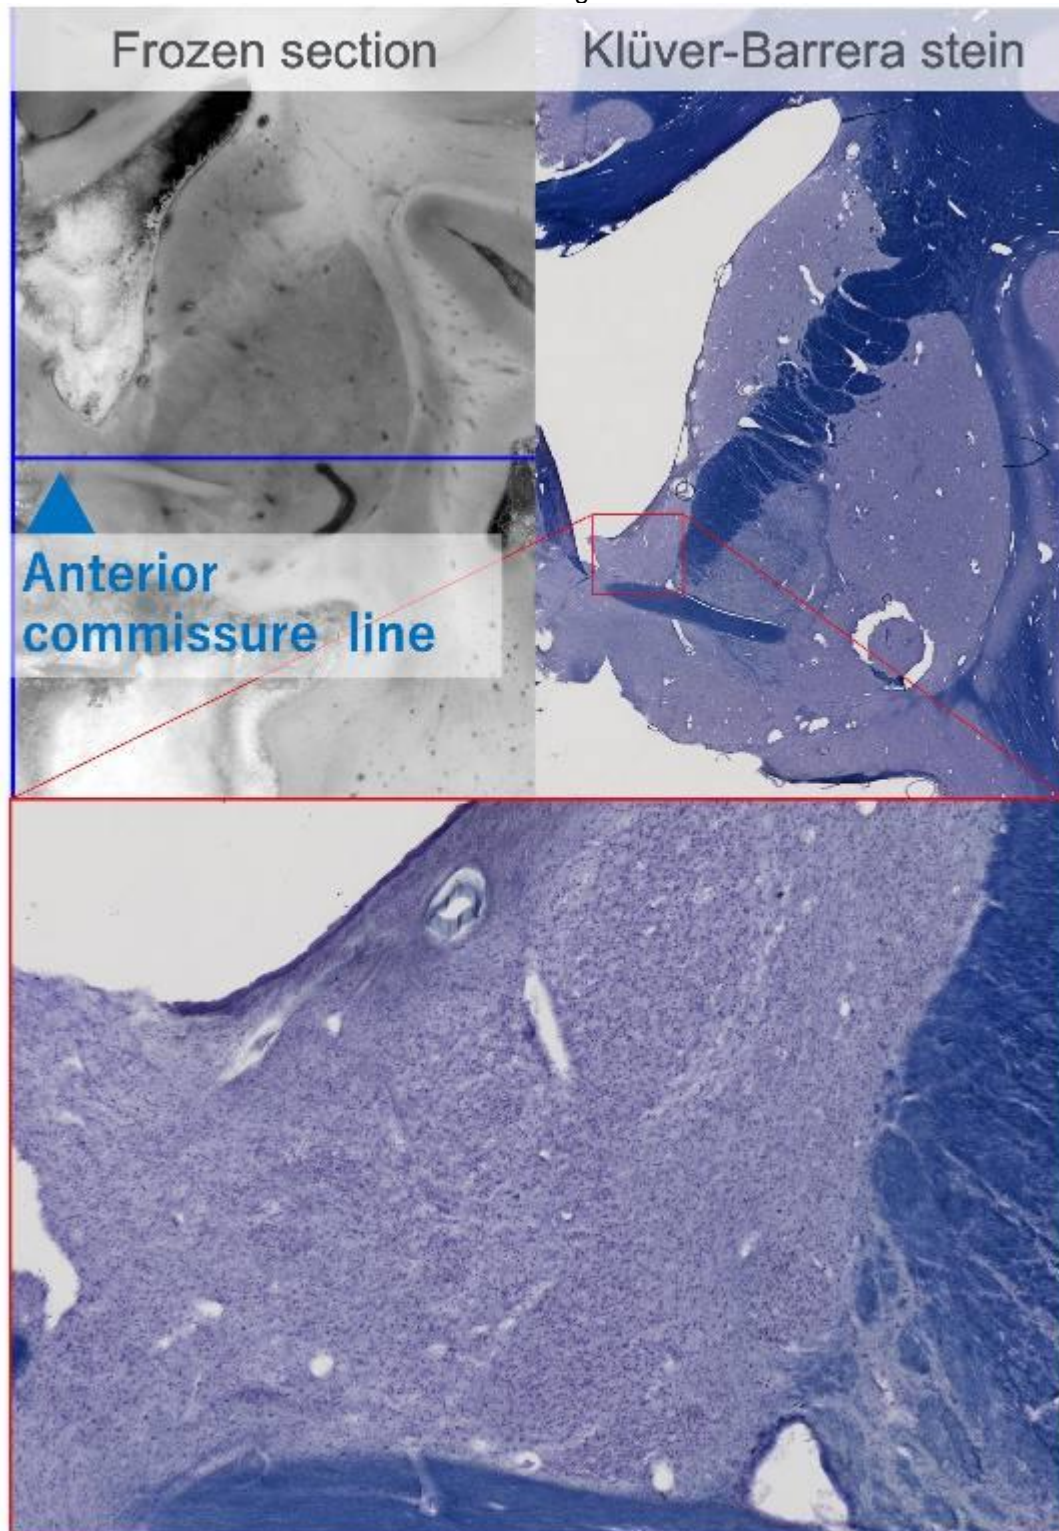 Frozen section
Klüver-Barrera stein
Anterior
commissure line